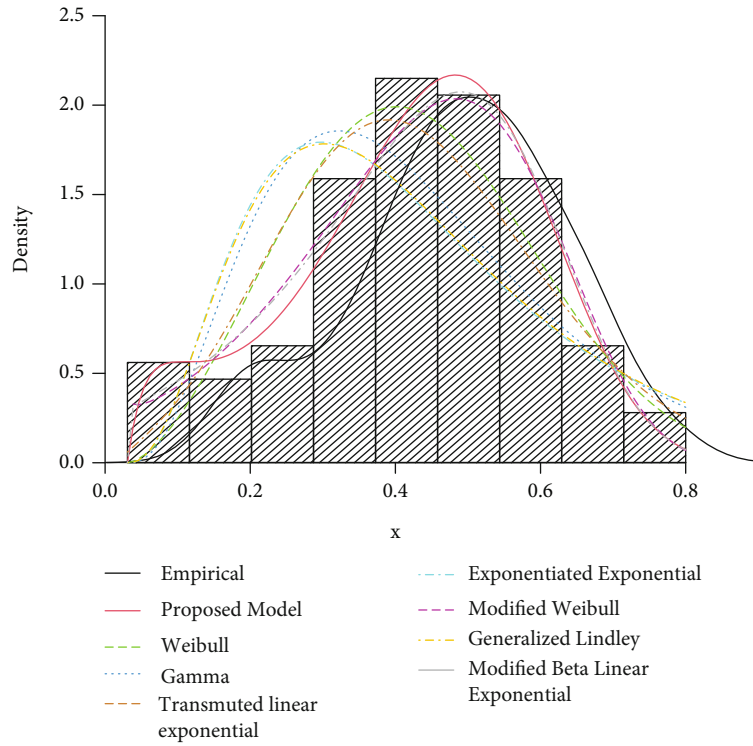 2.5
2.0
1.5
1.0
0.5
0.0
Density
0.0 0.2 0.4 0.6 0.8
x
Empirical
Proposed Model
Weibull
Gamma
Transmuted linear
exponential
Exponentiated Exponential
Modified Weibull
Generalized Lindley
Modified Beta Linear
Exponential